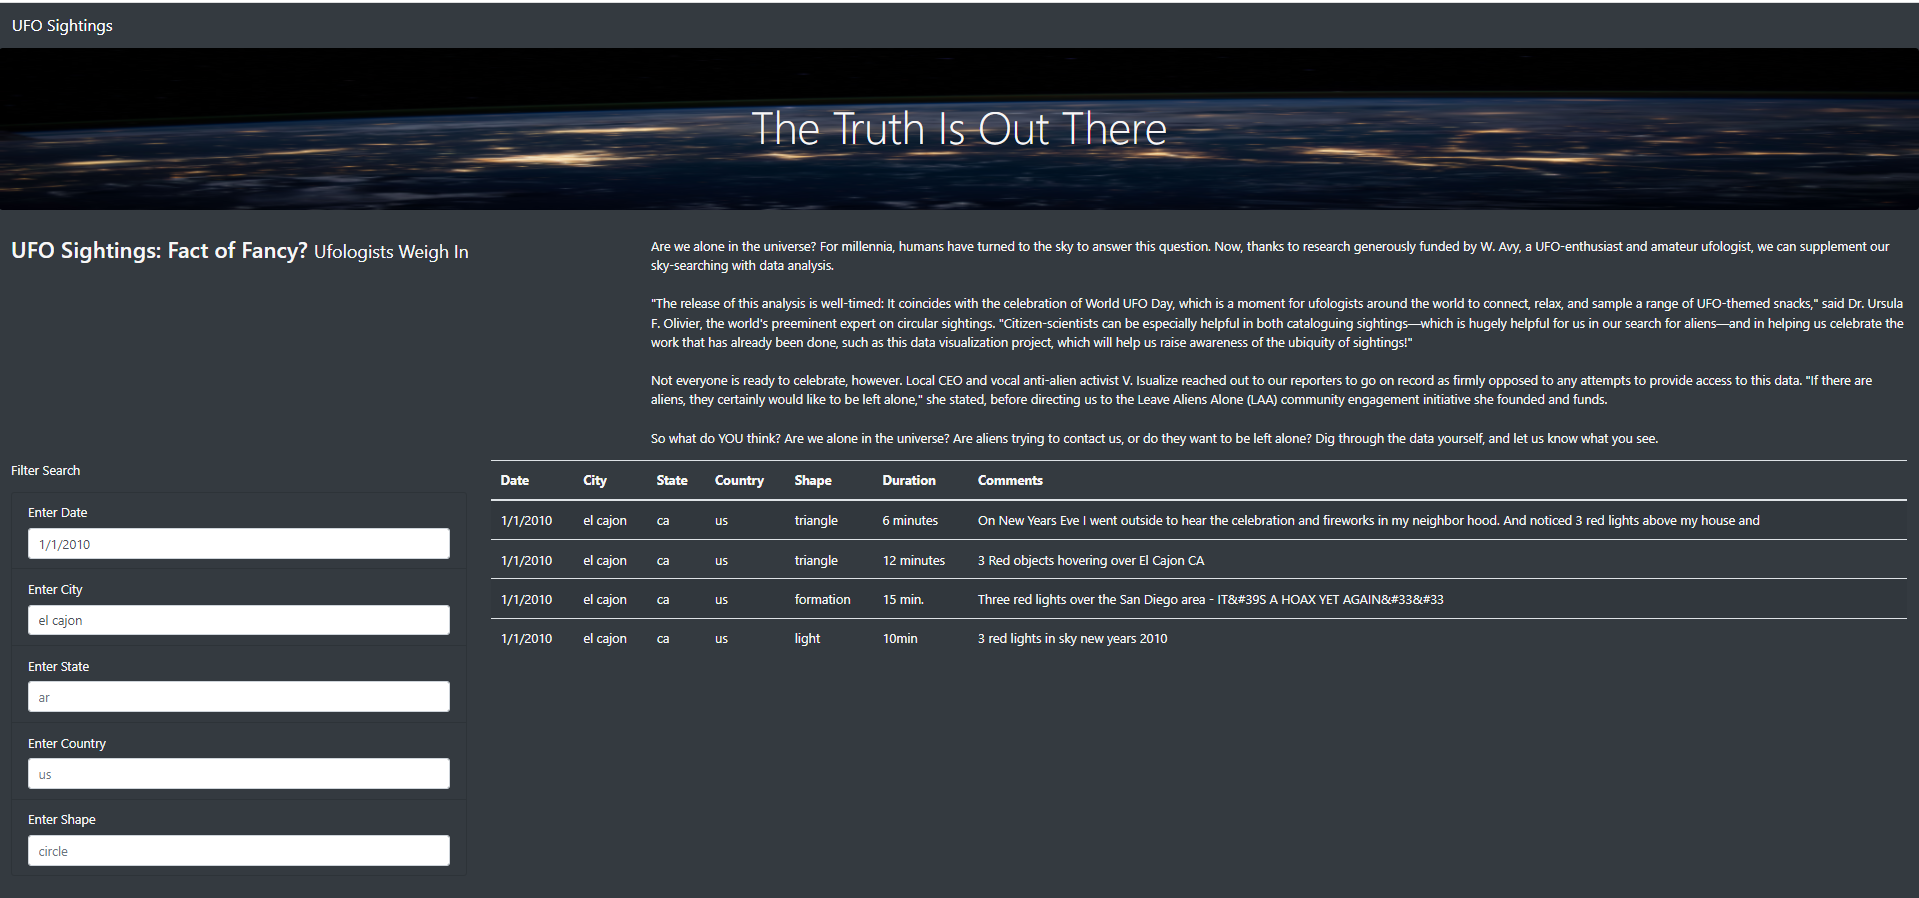 UFO Sightings
The Truth Is Out There
UFO Sightings: Fact of Fancy? Ufologists Weigh In
Are we alone in the universe? For millennia, humans have turned to the sky to answer this question. Now, thanks to research generously funded by W. Avy, a UFO-enthusiast and amateur ufologist, we can supplement our
sky-searching with data analysis.
"The release of this analysis is well-timed: It coincides with the celebration of World UFO Day, which is a moment for ufologists around the world to connect, relax, and sample a range of UFO-themed snacks," said Dr. Ursula
F. Olivier, the world's preeminent expert on circular sightings. "Citizen-scientists can be especially helpful in both cataloguing sightings—which is hugely helpful for us in our search for aliens—and in helping us celebrate the
work that has already been done, such as this data visualization project, which will help us raise awareness of the ubiquity of sightings!"
Not everyone is ready to celebrate, however. Local CEO and vocal anti-alien activist V. Isualize reached out to our reporters to go on record as firmly opposed to any attempts to provide access to this data. "If there are
aliens, they certainly would like to be left alone," she stated, before directing us to the Leave Aliens Alone (LAA) community engagement initiative she founded and funds.
So what do YOU think? Are we alone in the universe? Are aliens trying to contact us, or do they want to be left alone? Dig through the data yourself, and let us know what you see.
Filter Search
Enter Date
1/1/2010
Enter City
el cajon
Enter State
ar
Enter Country
us
Enter Shape
circle
Date City State Country Shape Duration Comments
1/1/2010 el cajon ca us triangle 6 minutes On New Years Eve I went outside to hear the celebration and fireworks in my neighbor hood. And noticed 3 red lights above my house and
1/1/2010 el cajon ca us triangle 12 minutes 3 Red objects hovering over El Cajon CA
1/1/2010 el cajon ca us formation 15 min. Three red lights over the San Diego area - IT&#39S A HOAX YET AGAIN&#33&#33
1/1/2010 el cajon ca us light 10min 3 red lights in sky new years 2010